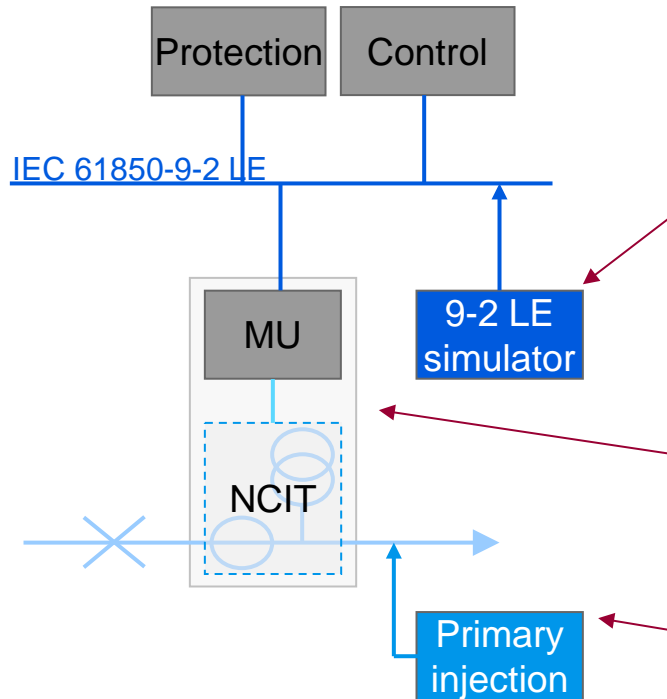 Protection
Control
IEC 61850-9-2 LE
MU
9-2 LE
simulator
NCIT
Primary
injection